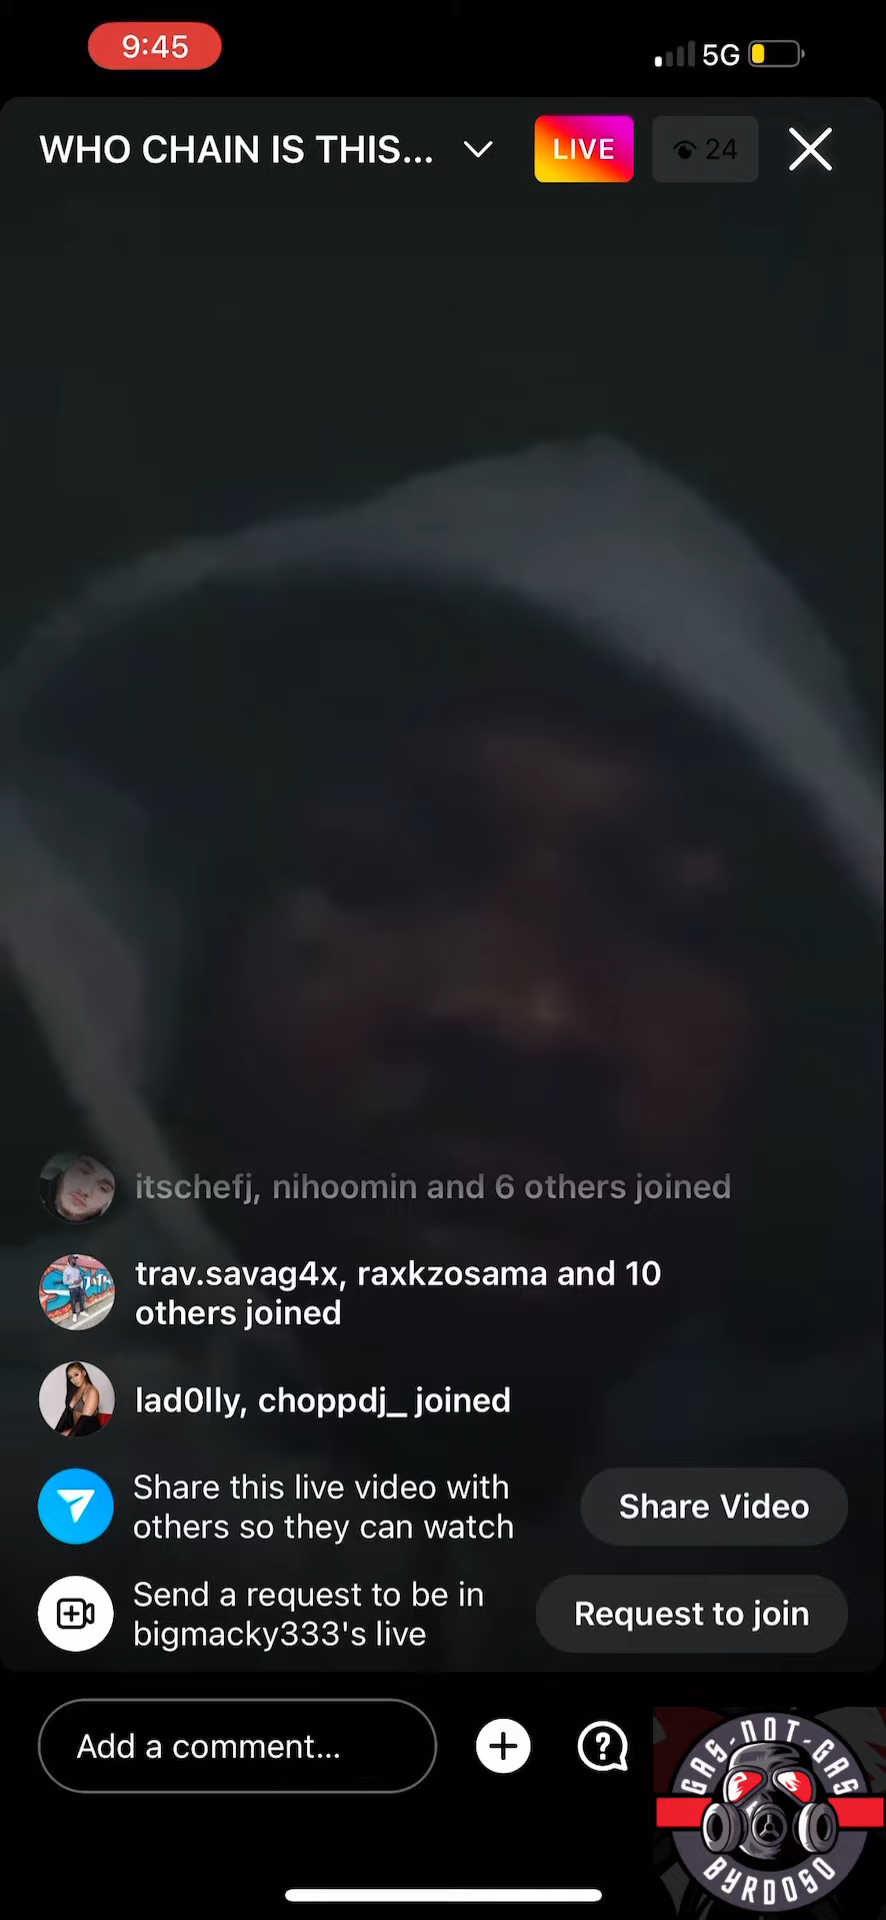 9:45
5G
WHO CHAIN IS THIS...
LIVE
24
itschefj, nihoomin and 6 others joined
trav.savag4x, raxkzosama and 10
others joined
lad0lly, choppdj_ joined
Share this live video with
others so they can watch
Share Video
Send a request to be in
bigmacky333's live
Request to join
Add a comment...
GAS-NOT-GAS
BYRDOSO